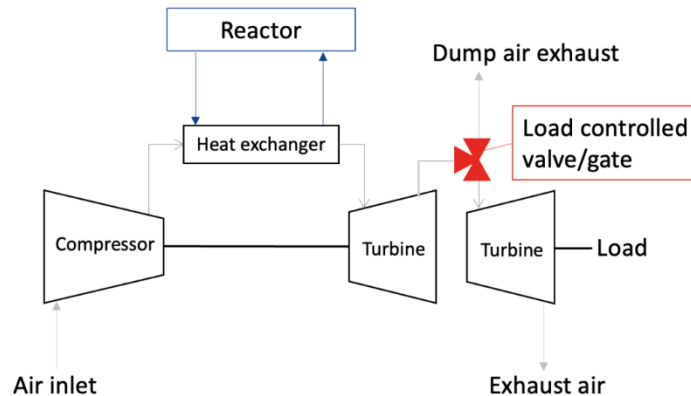 Reactor
Dump air exhaust
Heat exchanger
Load controlled
valve/gate
Compressor
Turbine
Turbine
Load
Air inlet
Exhaust air